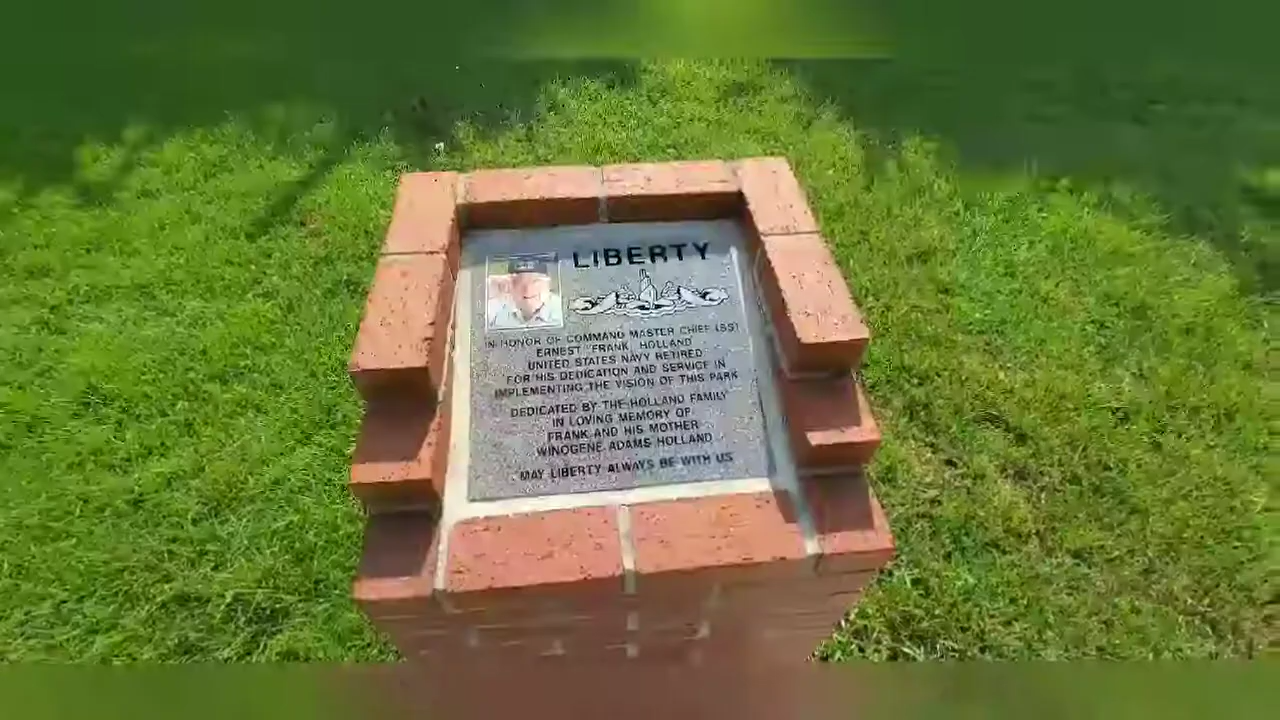 LIBERTY
IN HONOR OF COMMAND MASTER CHIEF (SS)
ERNEST "FRANK" HOLLAND
UNITED STATES NAVY RETIRED
FOR HIS DEDICATION AND SERVICE IN
IMPLEMENTING THE VISION OF THIS PARK
DEDICATED BY THE HOLLAND FAMILY
IN LOVING MEMORY OF
FRANK AND HIS MOTHER
WINOGENE ADAMS HOLLAND
MAY LIBERTY ALWAYS BE WITH US